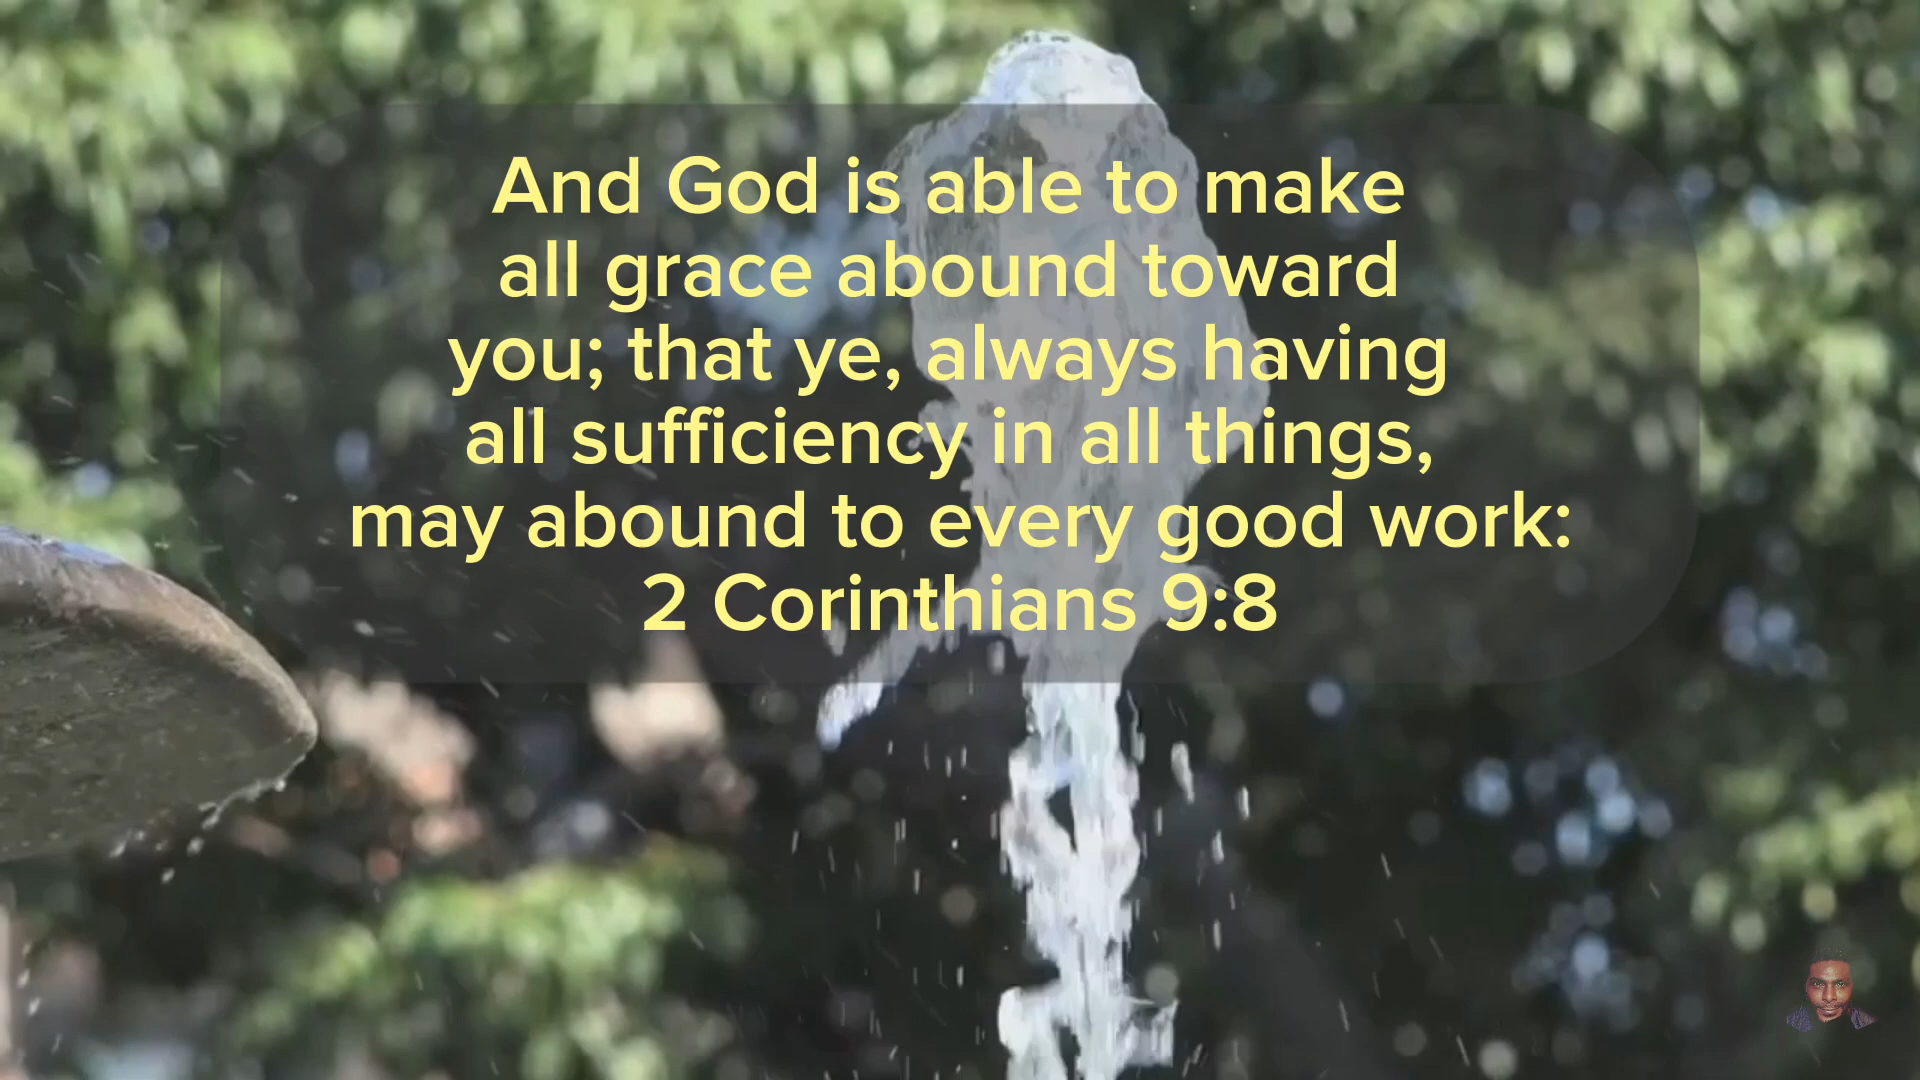 And God is able to make
all grace abound toward
you; that ye, always having
all sufficiency in all things,
may abound to every good work:
2 Corinthians 9:8